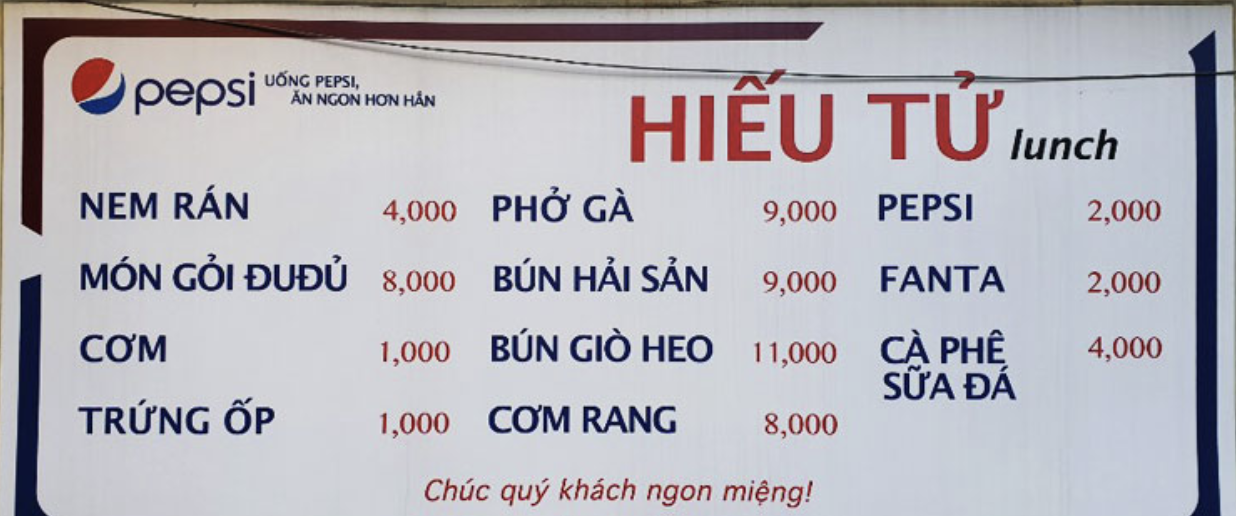 pepsi UỐNG PEPSI,
ĂN NGON HƠN HẲN
HIẾU TỬ lunch
NEM RÁN 4,000
MÓN GỎI ĐUĐỦ 8,000
CƠM 1,000
TRỨNG ỐP 1,000
PHỞ GÀ 9,000
BÚN HẢI SẢN 9,000
BÚN GIÒ HEO 11,000
CƠM RANG 8,000
PEPSI 2,000
FANTA 2,000
CÀ PHÊ 4,000
SỮA ĐÁ
Chúc quý khách ngon miệng!